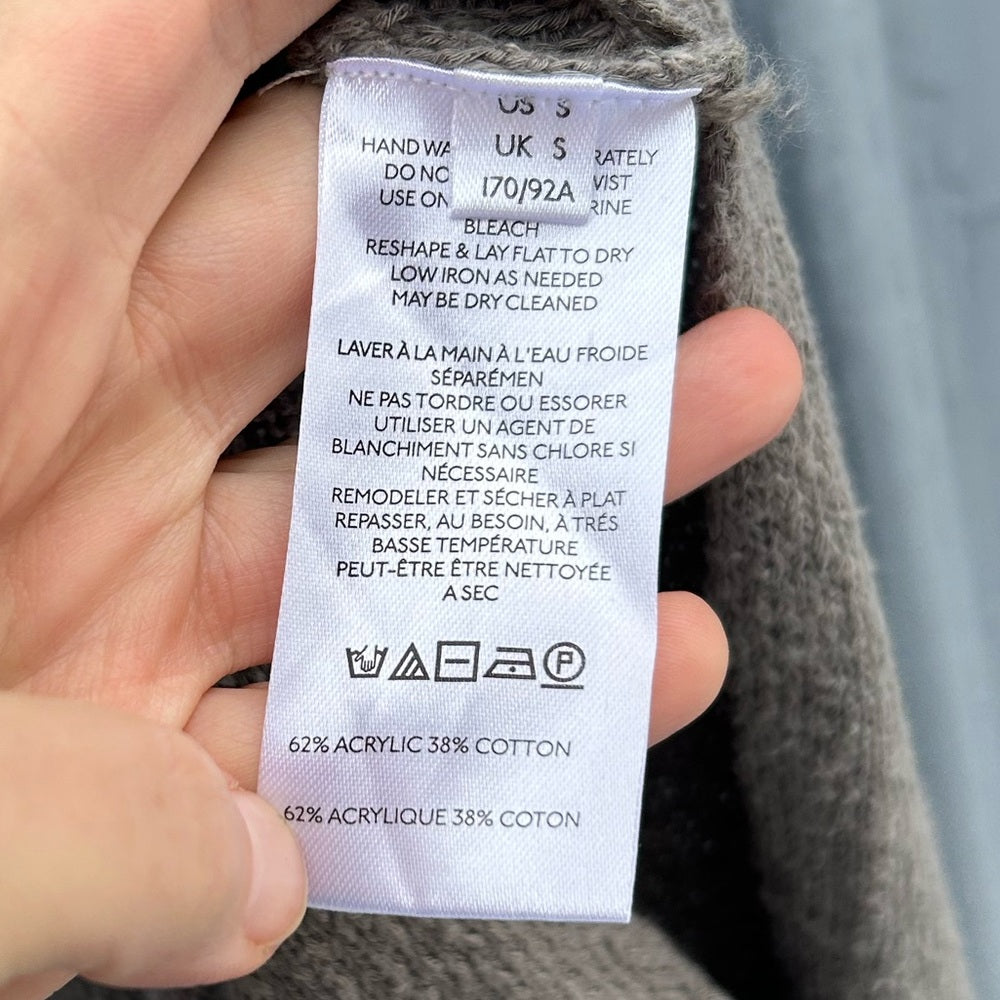 US S
UK S
170/92A
HAND WA RATELY
DO NO WIST
USE ON RINE
BLEACH
RESHAPE & LAY FLAT TO DRY
LOW IRON AS NEEDED
MAY BE DRY CLEANED
LAVER À LA MAIN À L'EAU FROIDE
SÉPARÉMEN
NE PAS TORDRE OU ESSORER
UTILISER UN AGENT DE
BLANCHIMENT SANS CHLORE SI
NÉCESSAIRE
REMODELER ET SÉCHER À PLAT
REPASSER, AU BESOIN, À TRÉS
BASSE TEMPÉRATURE
PEUT-ÊTRE ÊTRE NETTOYÉE
A SEC
P
62% ACRYLIC 38% COTTON
62% ACRYLIQUE 38% COTON